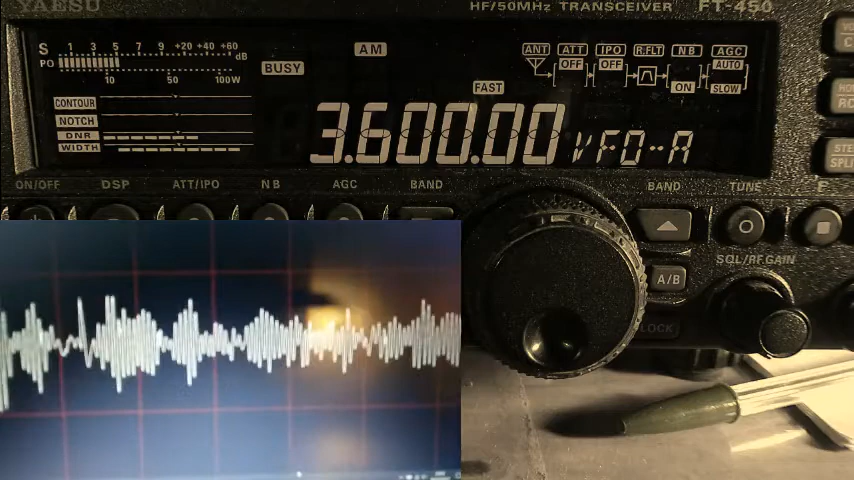 YAESU
HF/50MHz TRANSCEIVER FT-450
S 1 3 5 7 9 +20 +40 +60 dB
PO 10 50 100W
BUSY
AM
FAST
ANT ATT IPO R.FLT NB AGC
OFF OFF ON AUTO
SLOW
CONTOUR
NOTCH
DNR
WIDTH
3.600.00 VFO-A
ON/OFF DSP ATT/IPO NB AGC BAND
BAND TUNE F
STE
SPLI
SQL/RF GAIN
A/B
LOCK